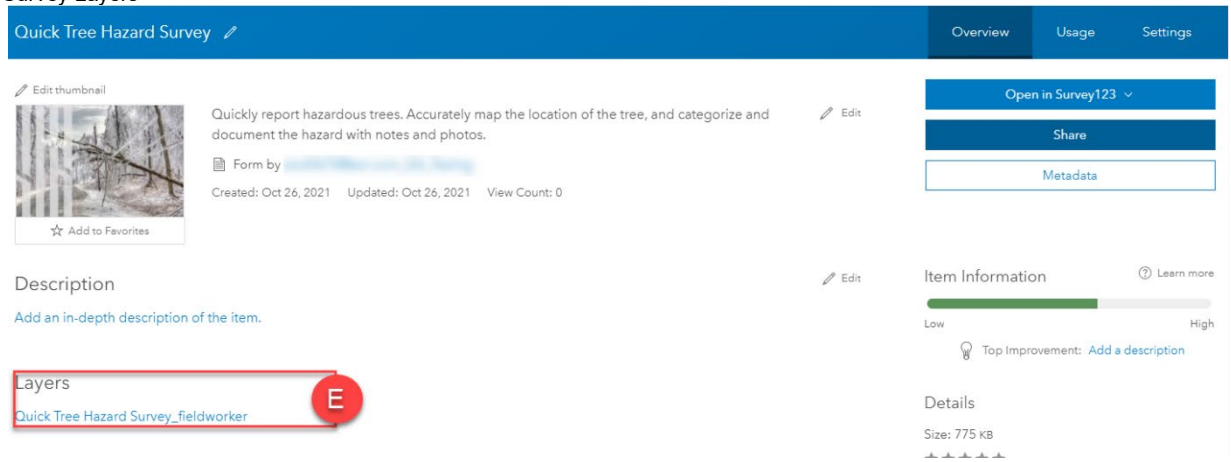 Survey Layers
Quick Tree Hazard Survey
Overview Usage Settings
Edit thumbnail
Quickly report hazardous trees. Accurately map the location of the tree, and categorize and
document the hazard with notes and photos.
Edit
Form by
Created: Oct 26, 2021 Updated: Oct 26, 2021 View Count: 0
Add to Favorites
Open in Survey123
Share
Metadata
Description
Edit
Add an in-depth description of the item.
Layers
Quick Tree Hazard Survey_fieldworker
E
Item Information
Learn more
Low High
Top Improvement: Add a description
Details
Size: 775 KB